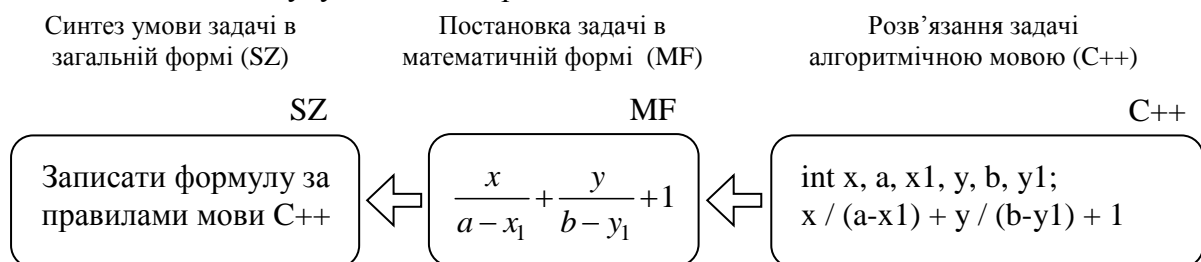 Синтез умови задачі в
загальній формі (SZ)
Постановка задачі в
математичній формі (MF)
Розв’язання задачі
алгоритмічною мовою (C++)
SZ
MF
C++
Записати формулу за
правилами мови C++
x / (a − x₁) + y / (b − y₁) + 1
int x, a, x1, y, b, y1;
x / (a-x1) + y / (b-y1) + 1